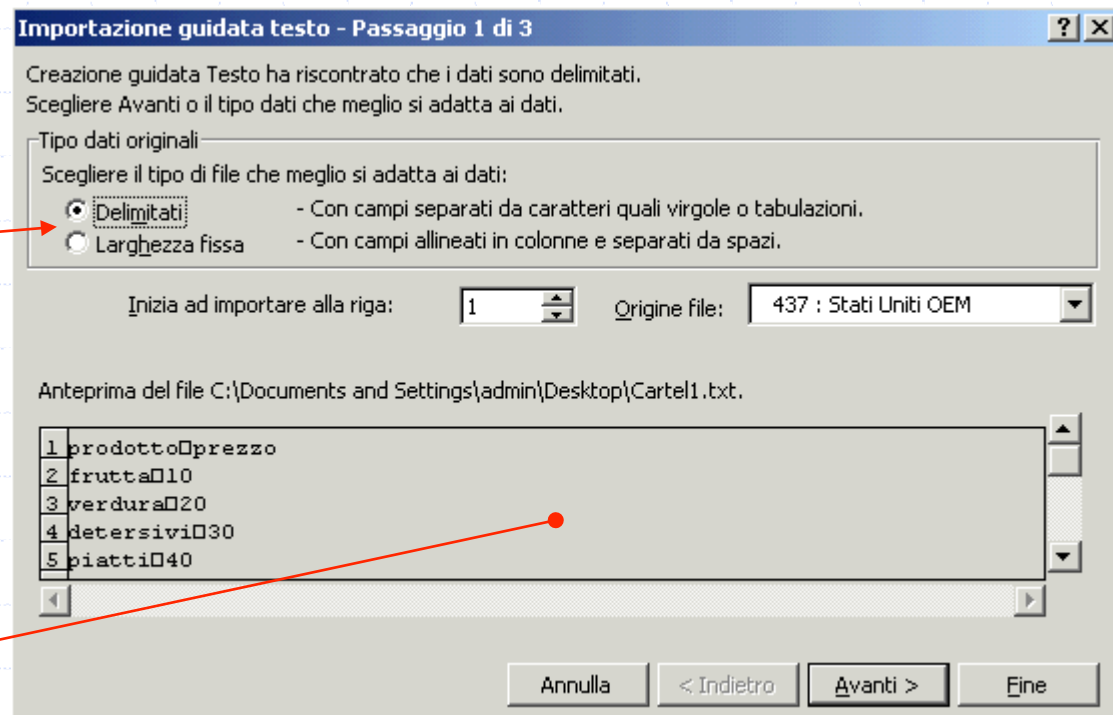 Importazione guidata testo - Passaggio 1 di 3
Creazione guidata Testo ha riscontrato che i dati sono delimitati.
Scegliere Avanti o il tipo dati che meglio si adatta ai dati.
Tipo dati originali
Scegliere il tipo di file che meglio si adatta ai dati:
Delimitati - Con campi separati da caratteri quali virgole o tabulazioni.
Larghezza fissa - Con campi allineati in colonne e separati da spazi.
Inizia ad importare alla riga: 1 Origine file: 437 : Stati Uniti OEM
Anteprima del file C:\Documents and Settings\admin\Desktop\Cartel1.txt.
1 prodotto□prezzo
2 frutta□10
3 verdura□20
4 detersivi□30
5 piatti□40
Annulla < Indietro Avanti > Fine